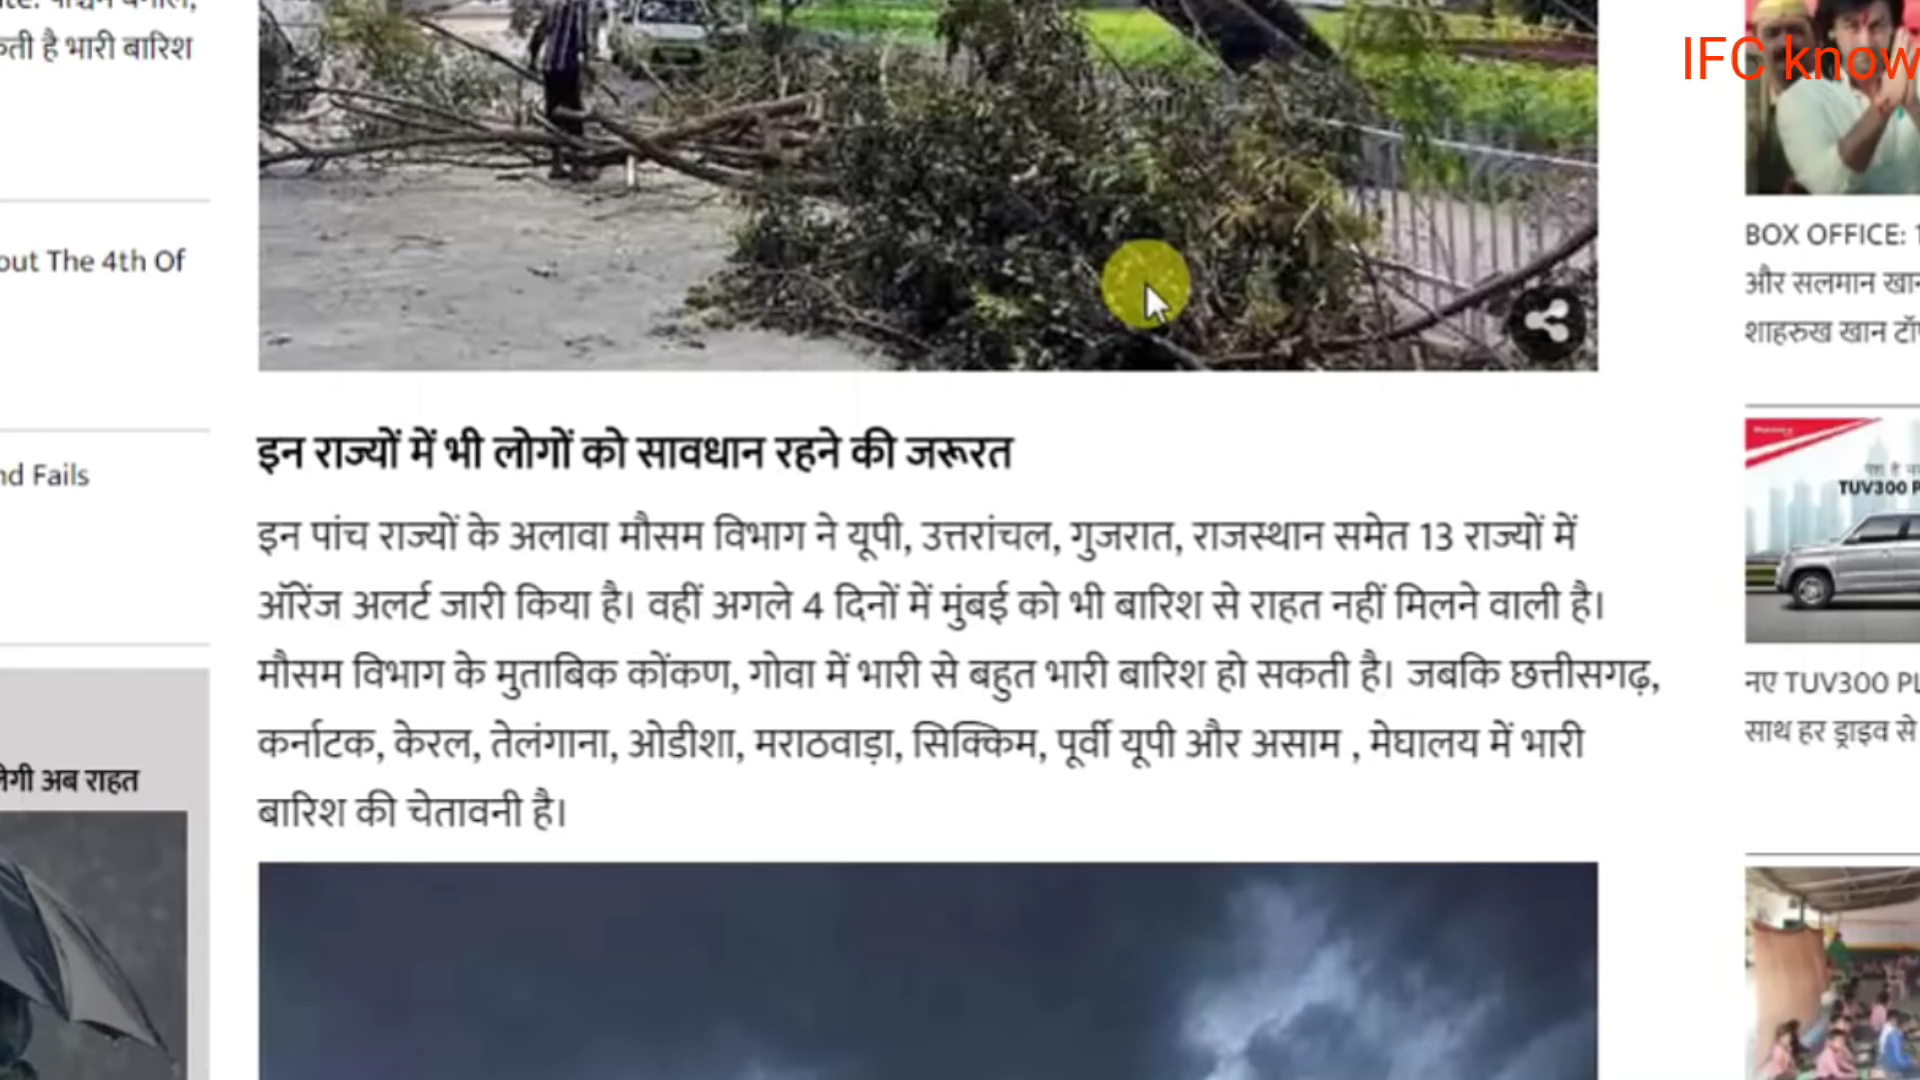 भारी बारिश
The 4th Of
Fails
अब राहत
इन राज्यों में भी लोगों को सावधान रहने की जरूरत
इन पांच राज्यों के अलावा मौसम विभाग ने यूपी, उत्तरांचल, गुजरात, राजस्थान समेत 13 राज्यों में
ऑरेंज अलर्ट जारी किया है। वहीं अगले 4 दिनों में मुंबई को भी बारिश से राहत नहीं मिलने वाली है।
मौसम विभाग के मुताबिक कोंकण, गोवा में भारी से बहुत भारी बारिश हो सकती है। जबकि छत्तीसगढ़,
कर्नाटक, केरल, तेलंगाना, ओडीशा, मराठवाड़ा, सिक्किम, पूर्वी यूपी और असाम , मेघालय में भारी
बारिश की चेतावनी है।
IFC know
BOX OFFICE:
और सलमान
शाहरुख खान
TUV300
नए TUV300
साथ हर ड्राइव से